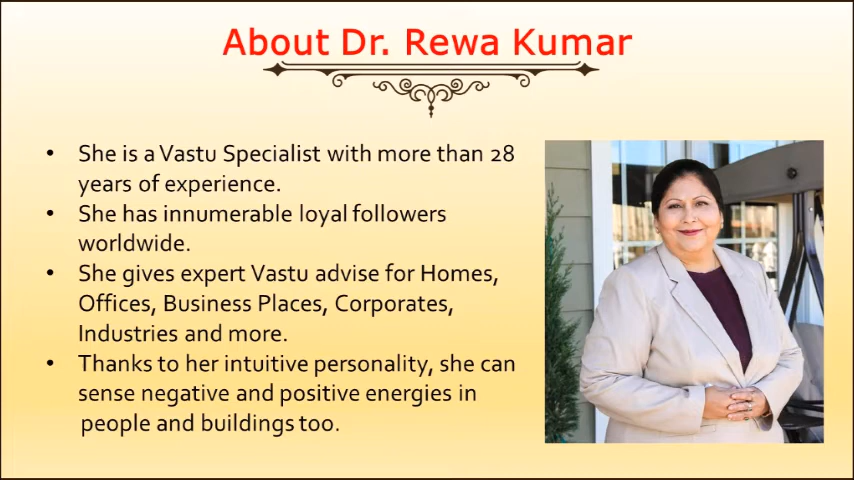 About Dr. Rewa Kumar
• She is a Vastu Specialist with more than 28
years of experience.
• She has innumerable loyal followers
worldwide.
• She gives expert Vastu advise for Homes,
Offices, Business Places, Corporates,
Industries and more.
• Thanks to her intuitive personality, she can
sense negative and positive energies in
people and buildings too.